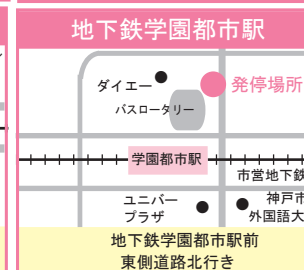 地下鉄学園都市駅
ダイエー
発停場所
バスロータリー
学園都市駅
市営地下鉄
ユニバー
プラザ
神戸市
外国語大
地下鉄学園都市駅前
東側道路北行き